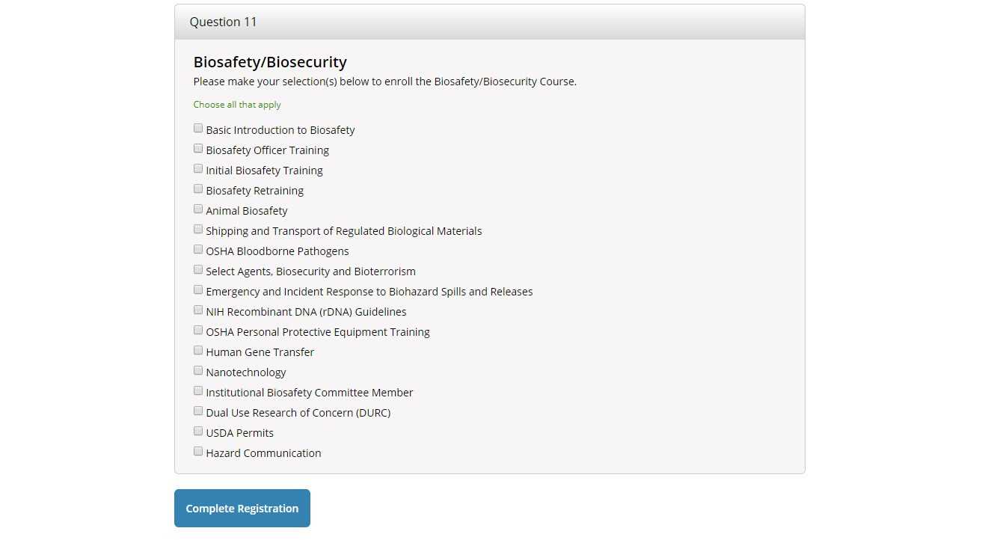 Question 11
Biosafety/Biosecurity
Please make your selection(s) below to enroll the Biosafety/Biosecurity Course.
Choose all that apply
Basic Introduction to Biosafety
Biosafety Officer Training
Initial Biosafety Training
Biosafety Retraining
Animal Biosafety
Shipping and Transport of Regulated Biological Materials
OSHA Bloodborne Pathogens
Select Agents, Biosecurity and Bioterrorism
Emergency and Incident Response to Biohazard Spills and Releases
NIH Recombinant DNA (rDNA) Guidelines
OSHA Personal Protective Equipment Training
Human Gene Transfer
Nanotechnology
Institutional Biosafety Committee Member
Dual Use Research of Concern (DURC)
USDA Permits
Hazard Communication
Complete Registration